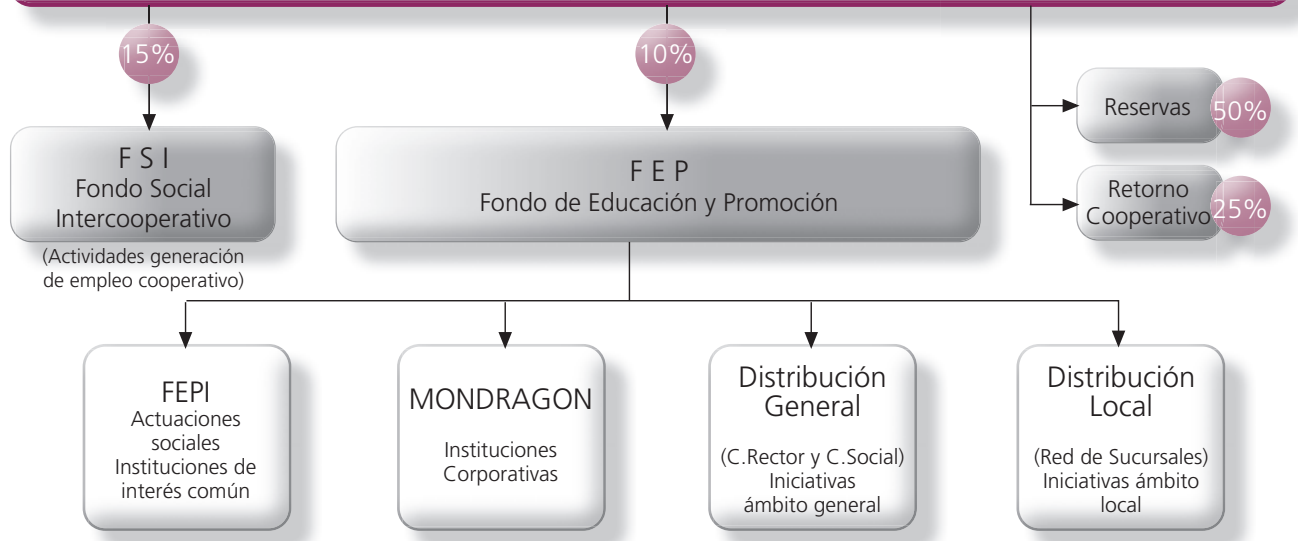 15%
10%
Reservas
50%
F S I
Fondo Social
Intercooperativo
F E P
Fondo de Educación y Promoción
Retorno
Cooperativo
25%
(Actividades generación
de empleo cooperativo)
FEPI
Actuaciones
sociales
Instituciones de
interés común
MONDRAGON
Instituciones
Corporativas
Distribución
General
(C.Rector y C.Social)
Iniciativas
ámbito general
Distribución
Local
(Red de Sucursales)
Iniciativas ámbito
local